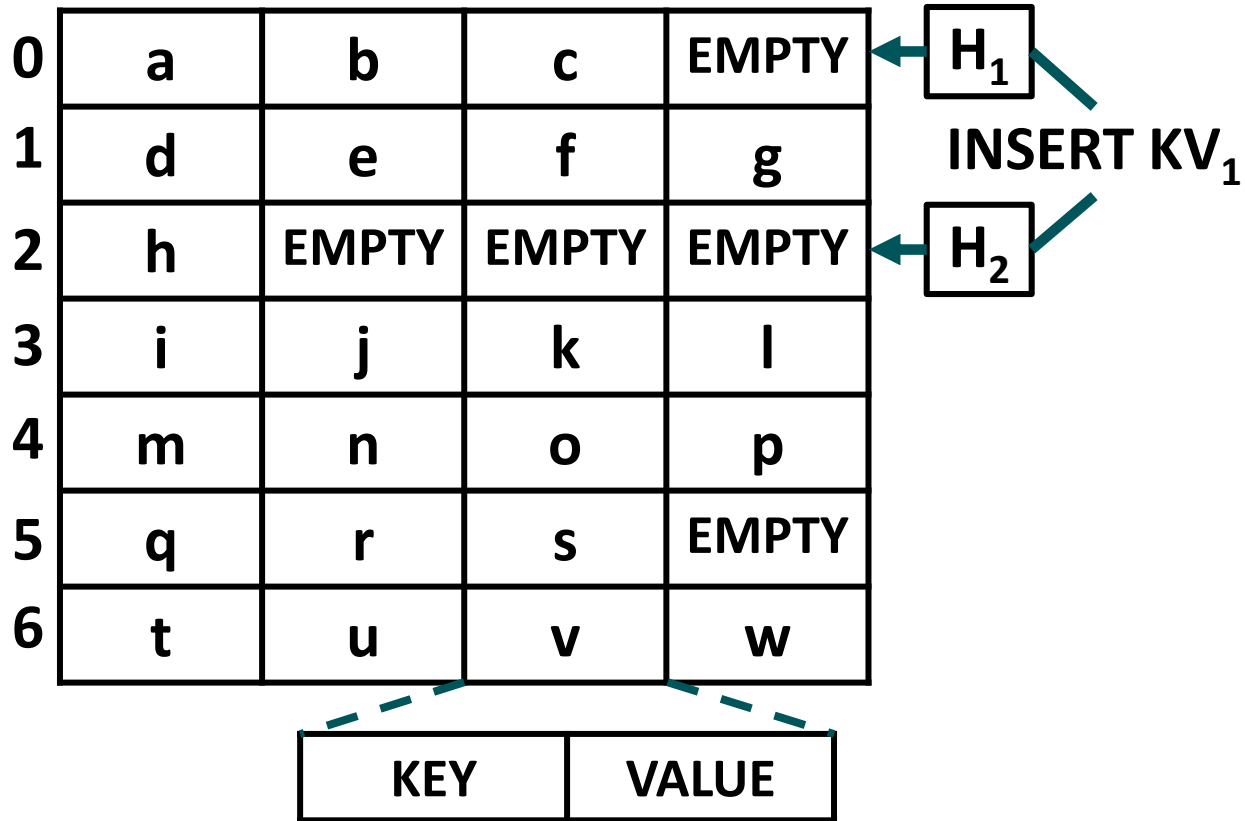 0 a b c EMPTY H₁
1 d e f g INSERT KV₁
2 h EMPTY EMPTY EMPTY H₂
3 i j k l
4 m n o p
5 q r s EMPTY
6 t u v w
KEY VALUE